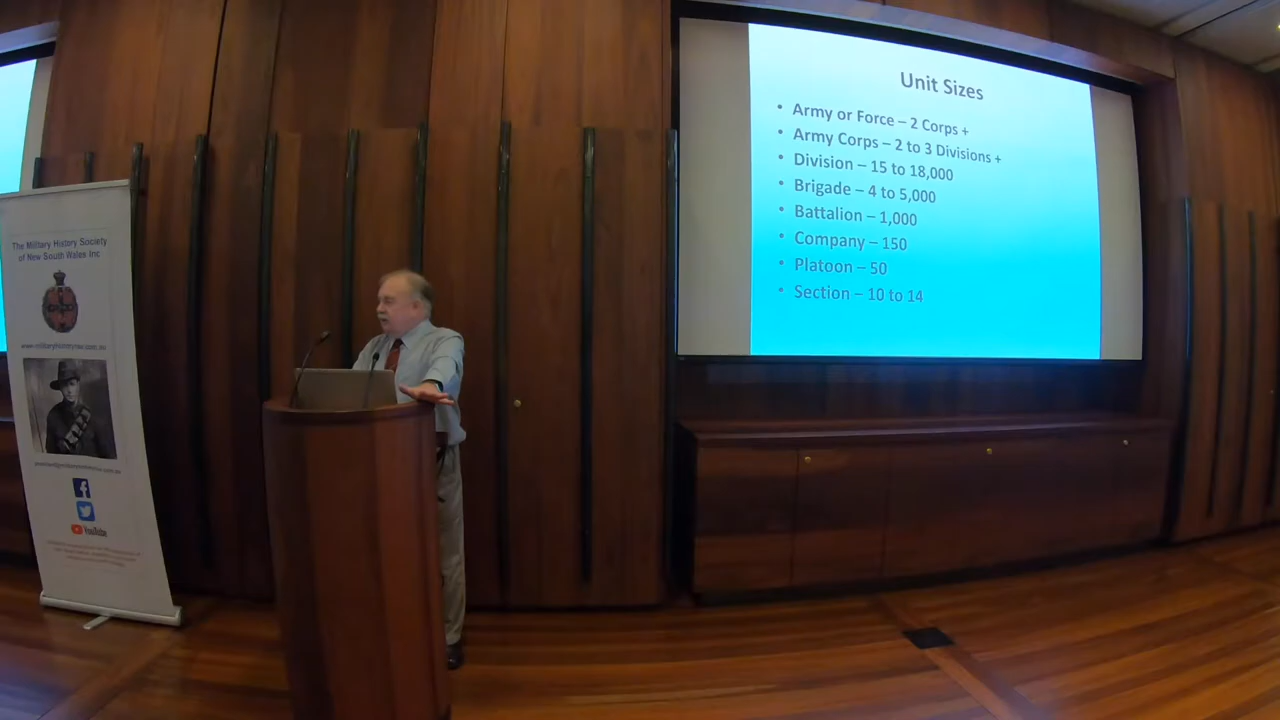 The Military History Society
of New South Wales Inc
YouTube
Unit Sizes
• Army or Force – 2 Corps +
• Army Corps – 2 to 3 Divisions +
• Division – 15 to 18,000
• Brigade – 4 to 5,000
• Battalion – 1,000
• Company – 150
• Platoon – 50
• Section – 10 to 14